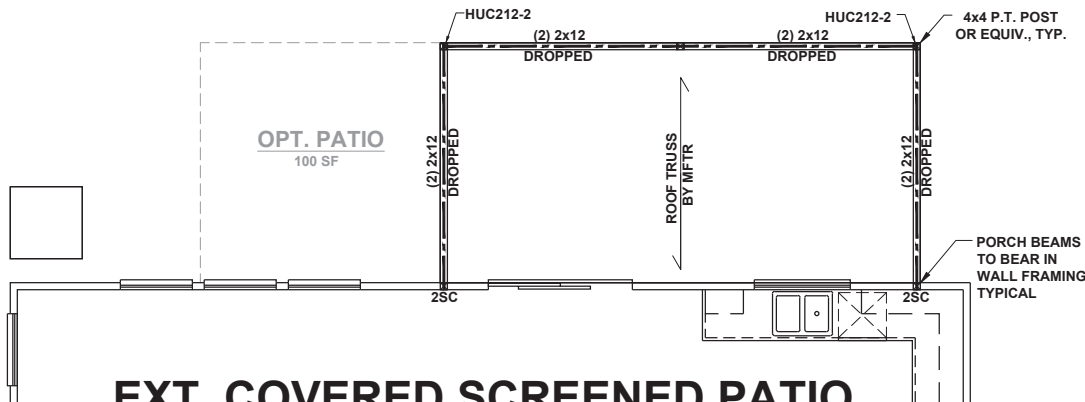 HUC212-2
HUC212-2
4x4 P.T. POST
OR EQUIV., TYP.
(2) 2x12
DROPPED
(2) 2x12
DROPPED
OPT. PATIO
100 SF
(2) 2x12
DROPPED
ROOF TRUSS
BY MFTR
(2) 2x12
DROPPED
PORCH BEAMS
TO BEAR IN
WALL FRAMING
TYPICAL
2SC
2SC
EXT. COVERED SCREENED PATIO